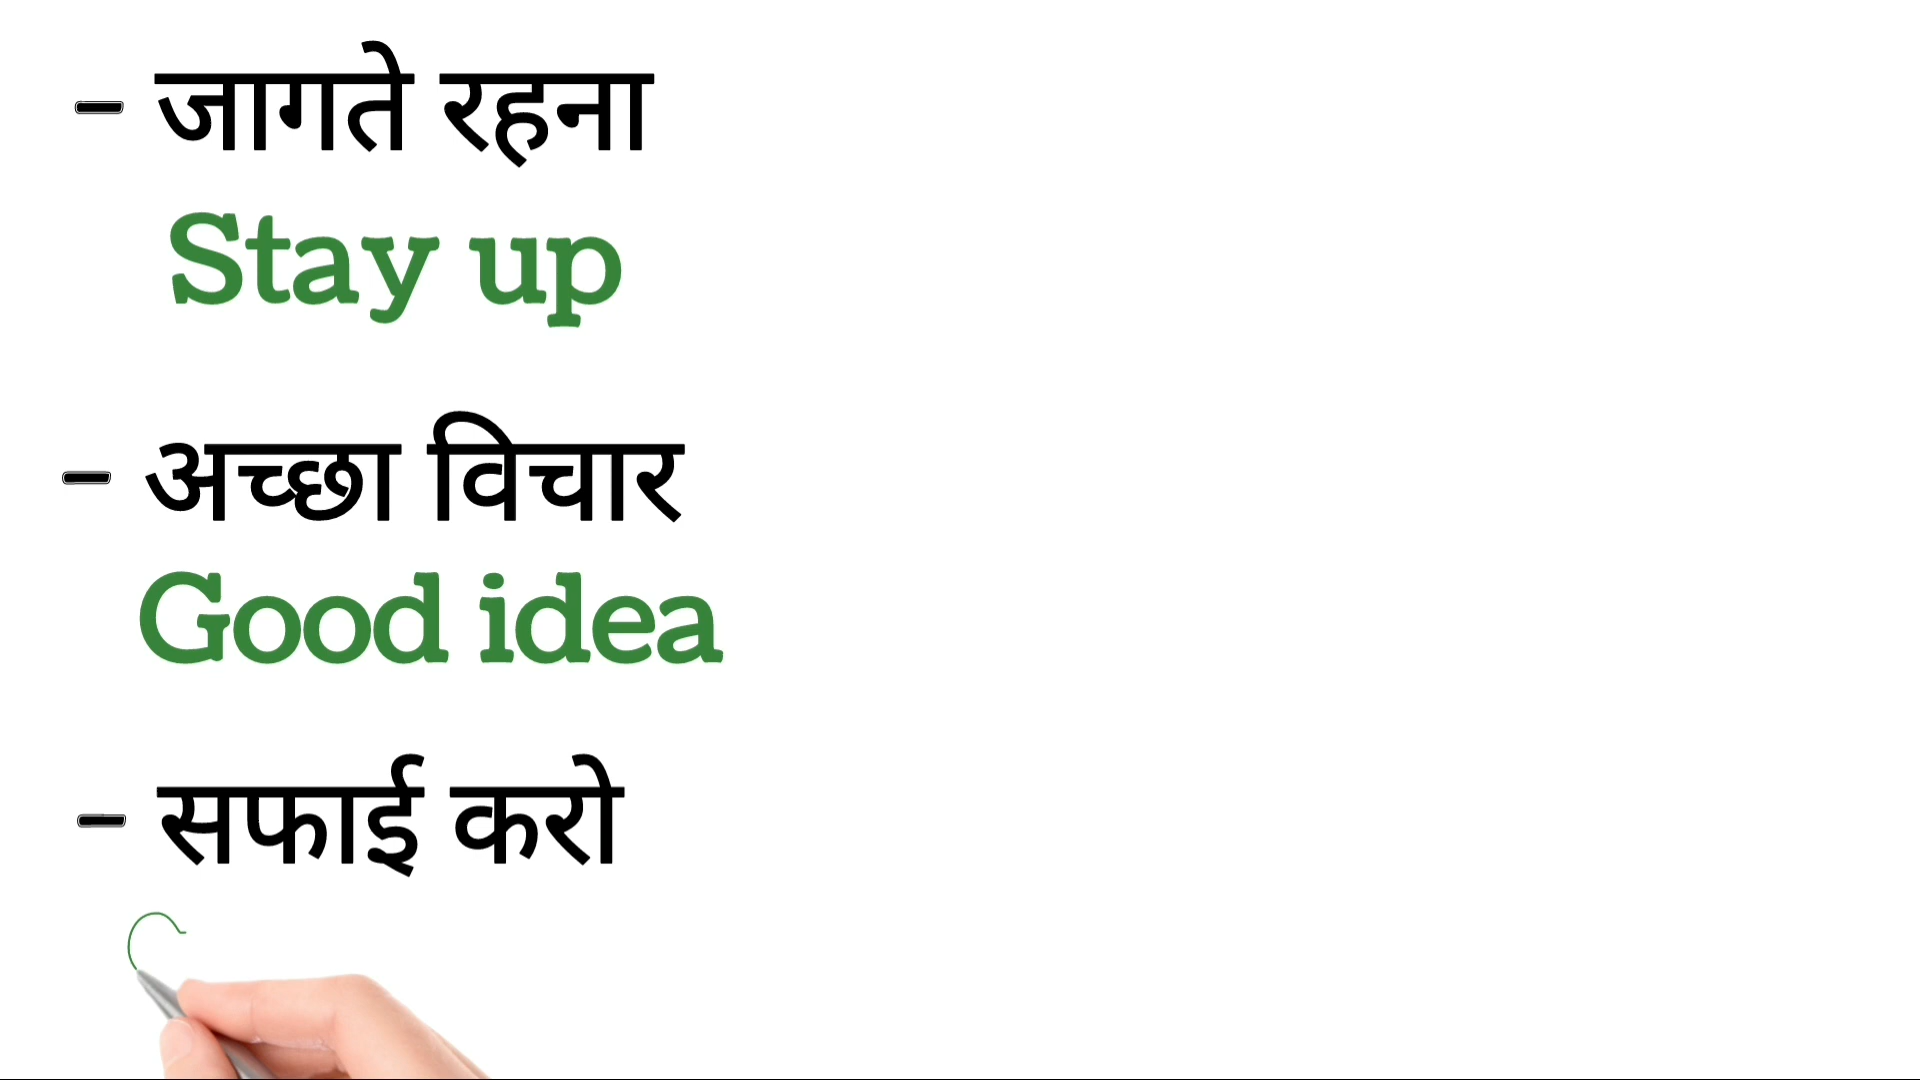 - जागते रहना
Stay up
- अच्छा विचार
Good idea
- सफाई करो